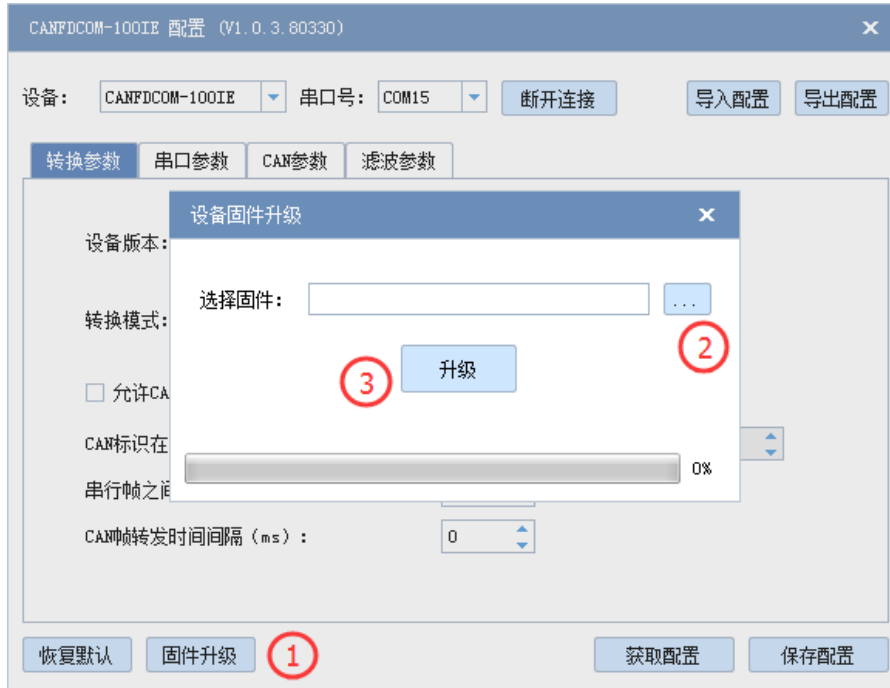 CANFDCOM-100IE 配置 (V1.0.3.80330)
设备: CANFDCOM-100IE 串口号: COM15 断开连接 导入配置 导出配置
转换参数 串口参数 CAN参数 滤波参数
设备固件升级
设备版本:
选择固件: ...
转换模式:
2
升级
3
允许CA
CAN标识在
0%
串行帧之
CAN帧转发时间间隔(ms): 0
恢复默认 固件升级 1 获取配置 保存配置